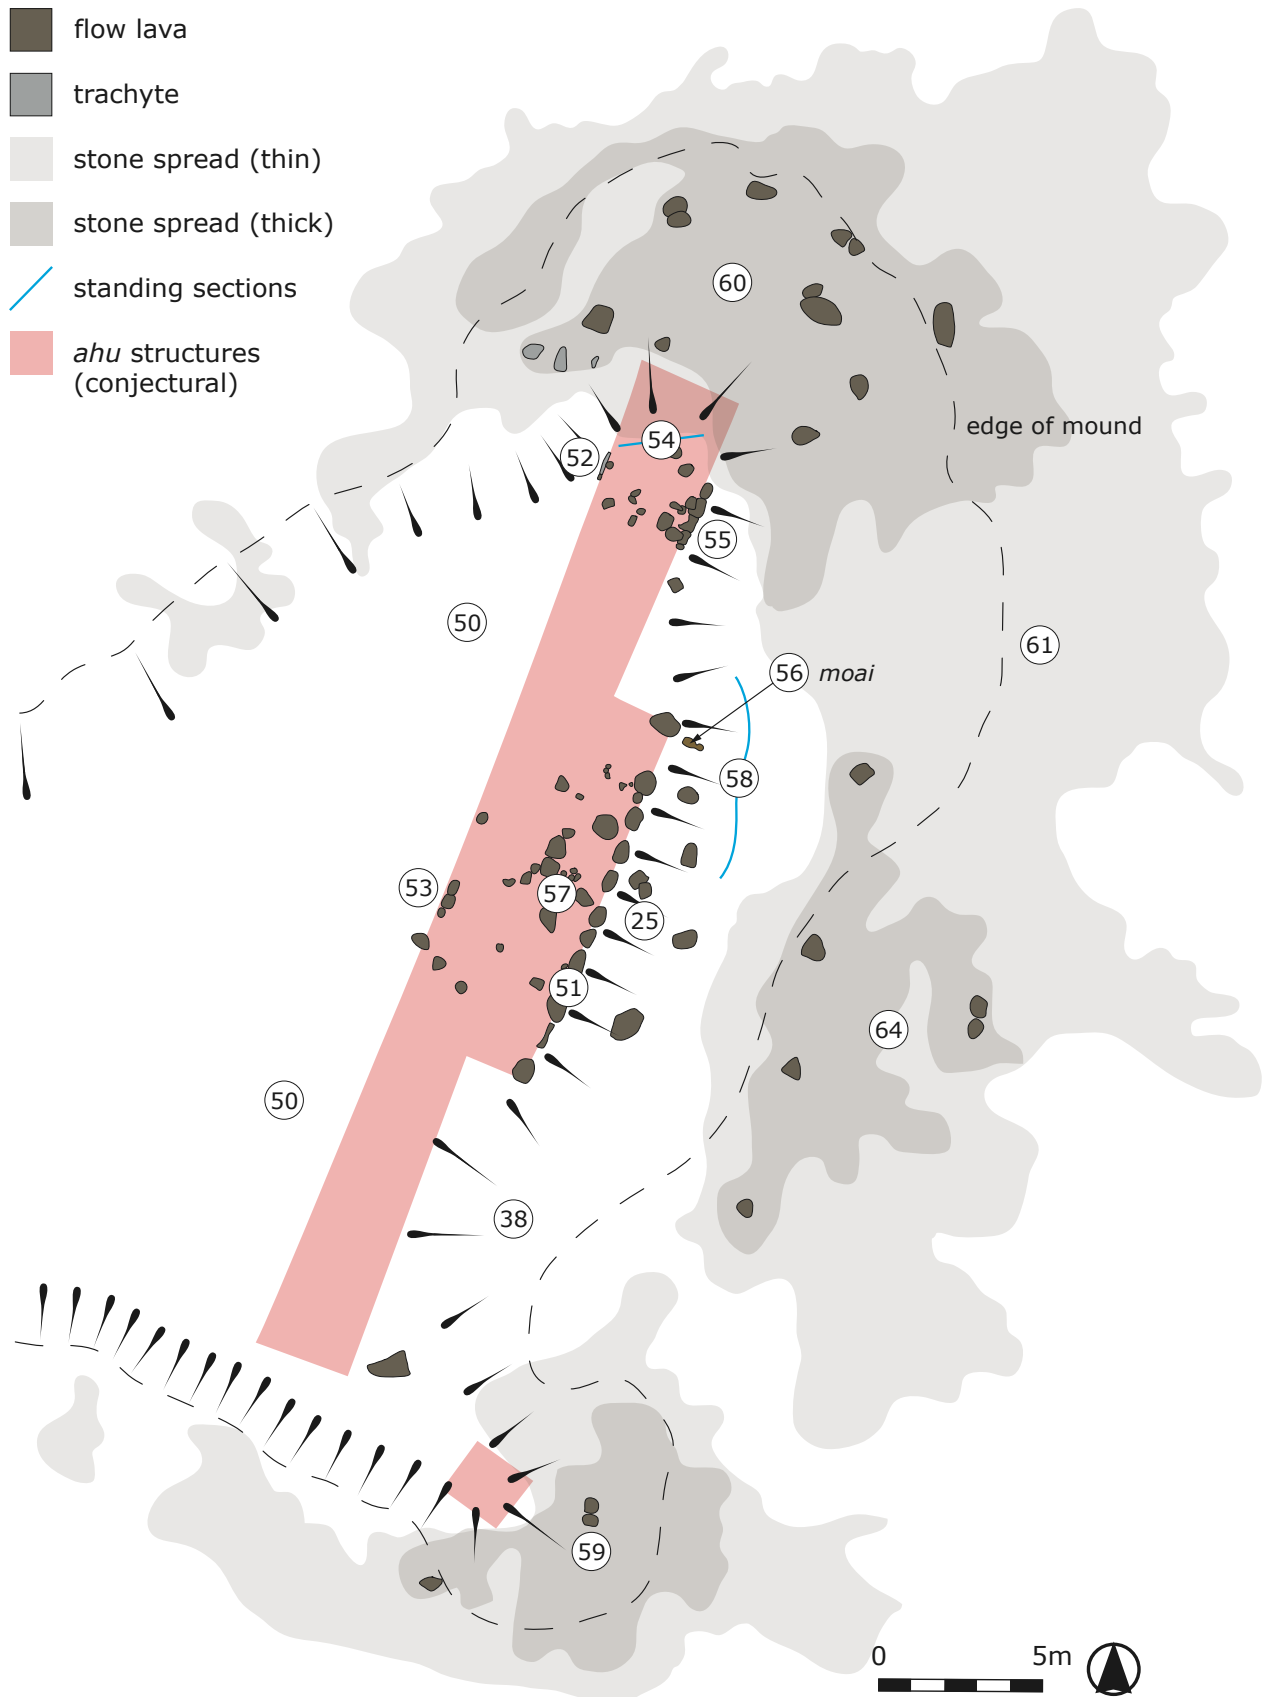 flow lava
trachyte
stone spread (thin)
stone spread (thick)
standing sections
ahu structures
(conjectural)
60
edge of mound
54
52
55
50
61
56 moai
58
53
57
25
51
64
50
38
59
0 5m